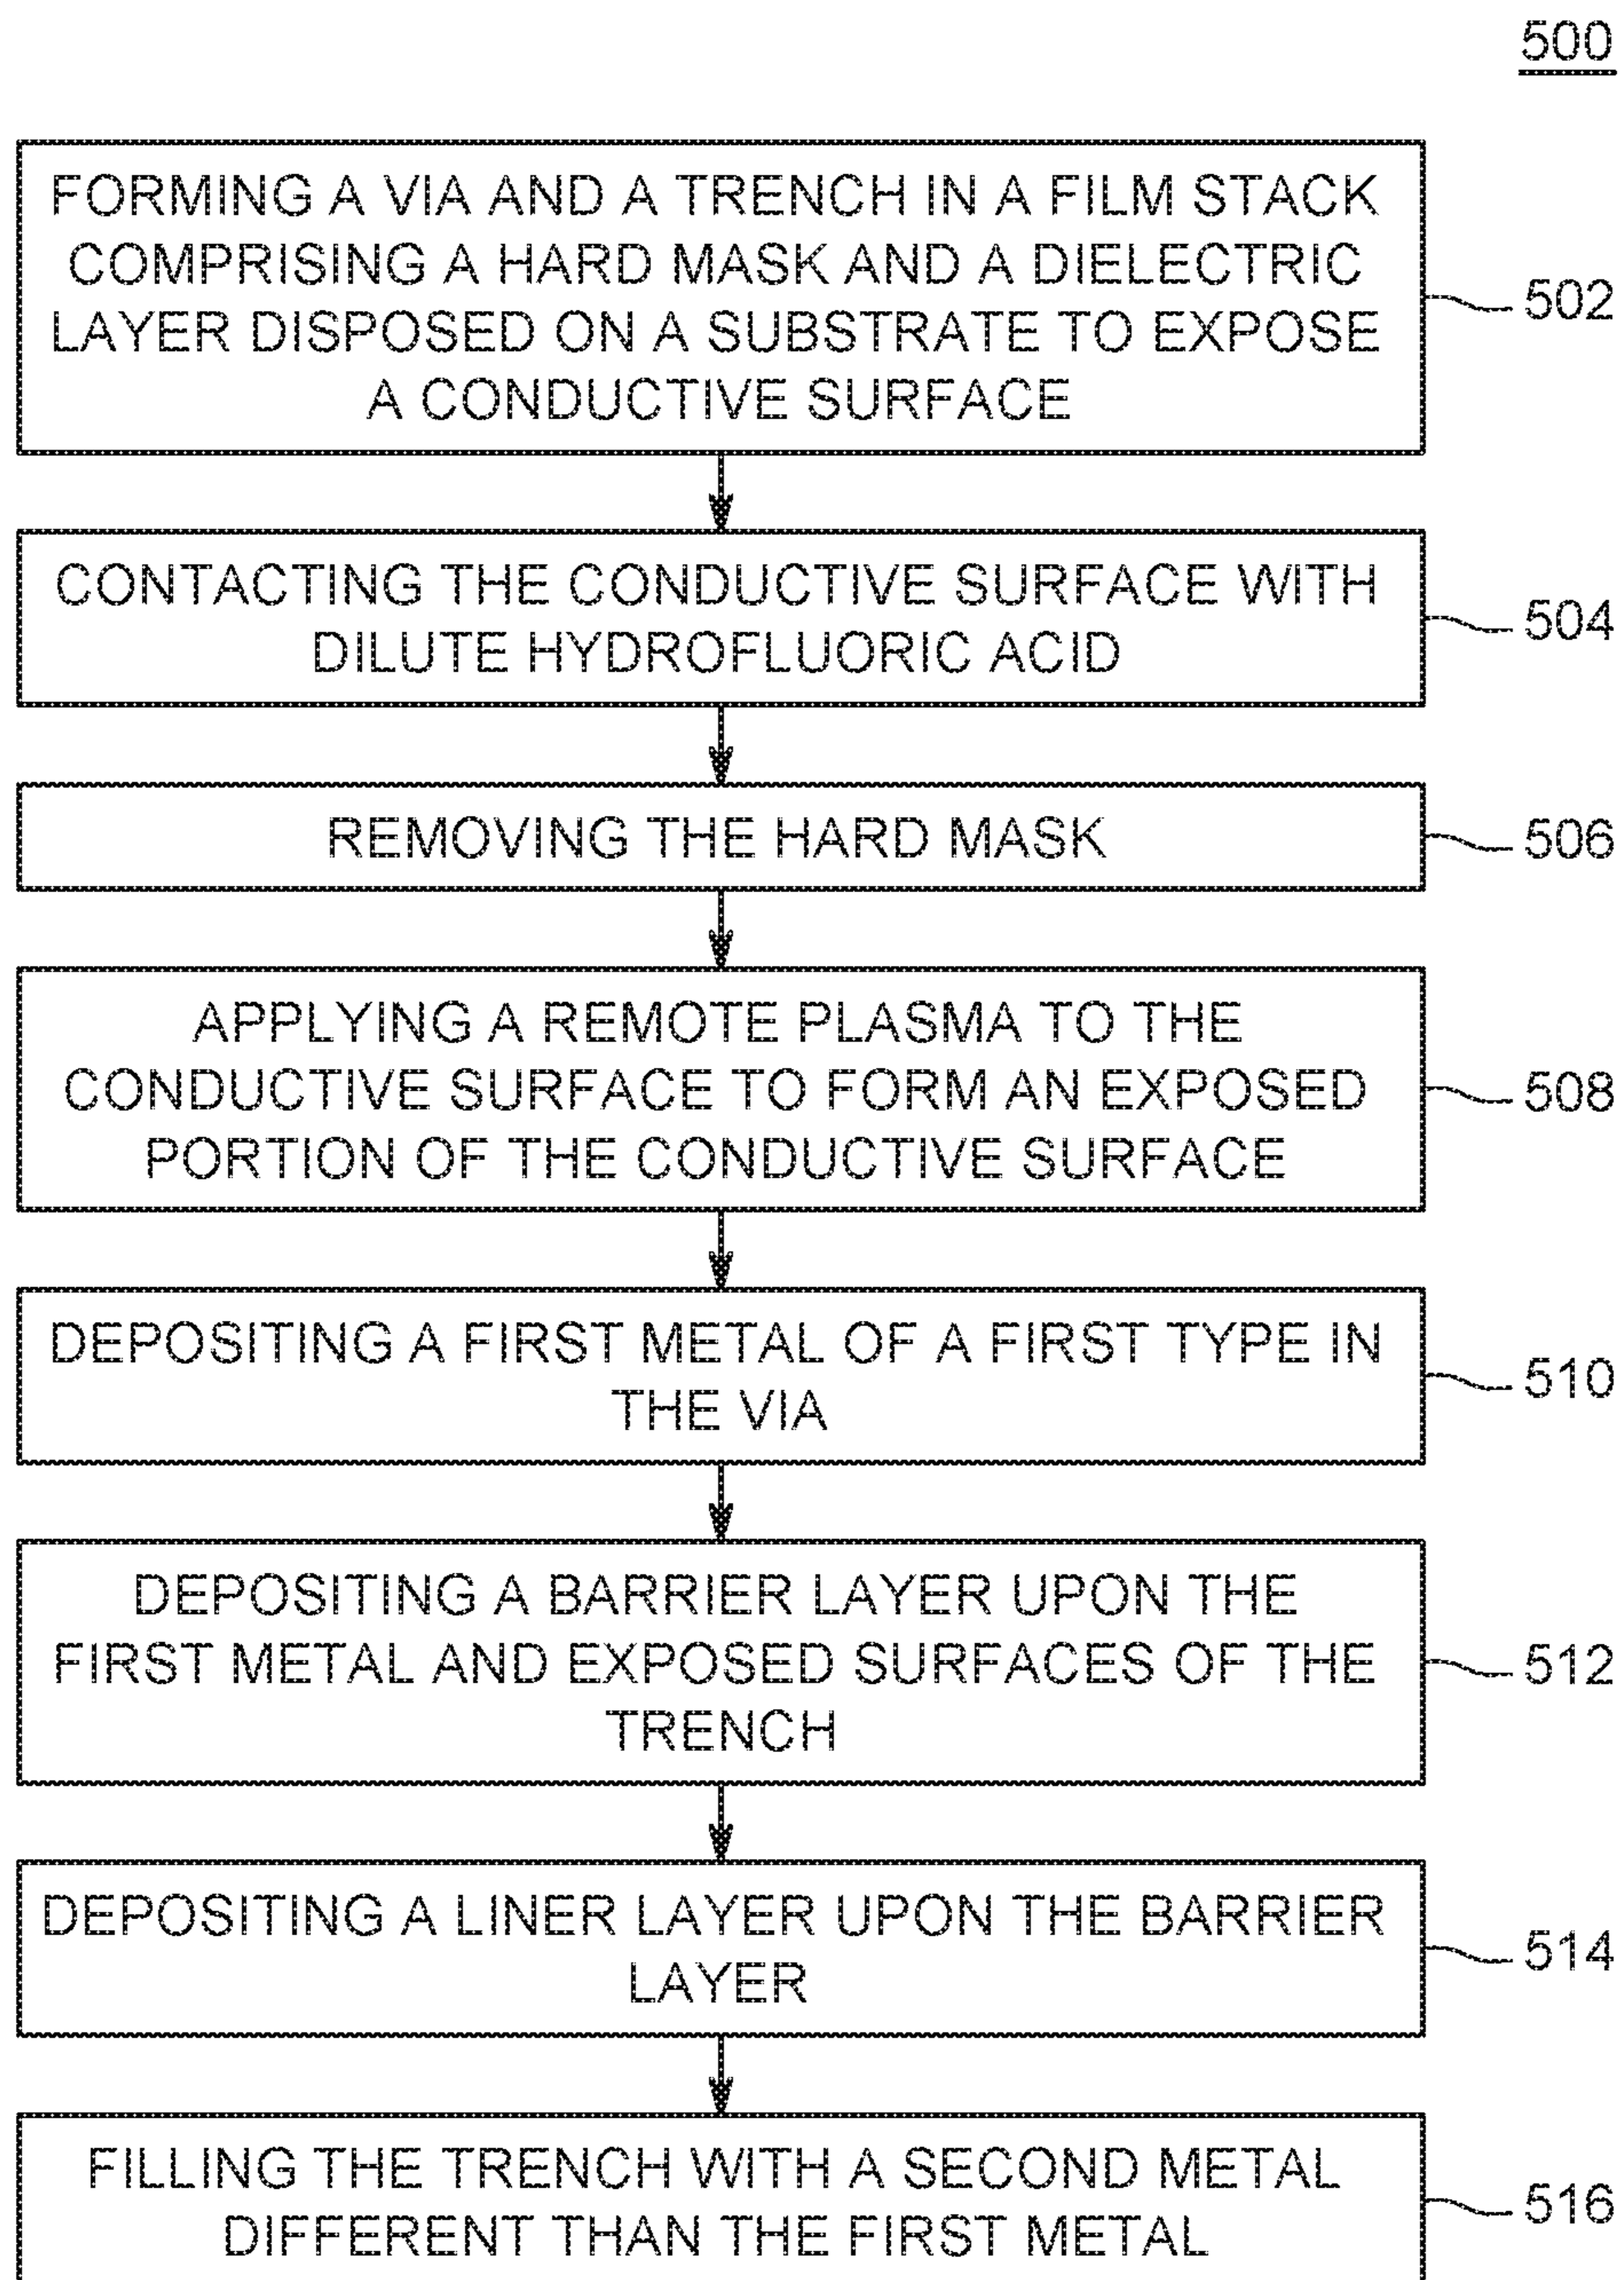 500
FORMING A VIA AND A TRENCH IN A FILM STACK
COMPRISING A HARD MASK AND A DIELECTRIC
LAYER DISPOSED ON A SUBSTRATE TO EXPOSE
A CONDUCTIVE SURFACE
502
CONTACTING THE CONDUCTIVE SURFACE WITH
DILUTE HYDROFLUORIC ACID
504
REMOVING THE HARD MASK
506
APPLYING A REMOTE PLASMA TO THE
CONDUCTIVE SURFACE TO FORM AN EXPOSED
PORTION OF THE CONDUCTIVE SURFACE
508
DEPOSITING A FIRST METAL OF A FIRST TYPE IN
THE VIA
510
DEPOSITING A BARRIER LAYER UPON THE
FIRST METAL AND EXPOSED SURFACES OF THE
TRENCH
512
DEPOSITING A LINER LAYER UPON THE BARRIER
LAYER
514
FILLING THE TRENCH WITH A SECOND METAL
DIFFERENT THAN THE FIRST METAL
516